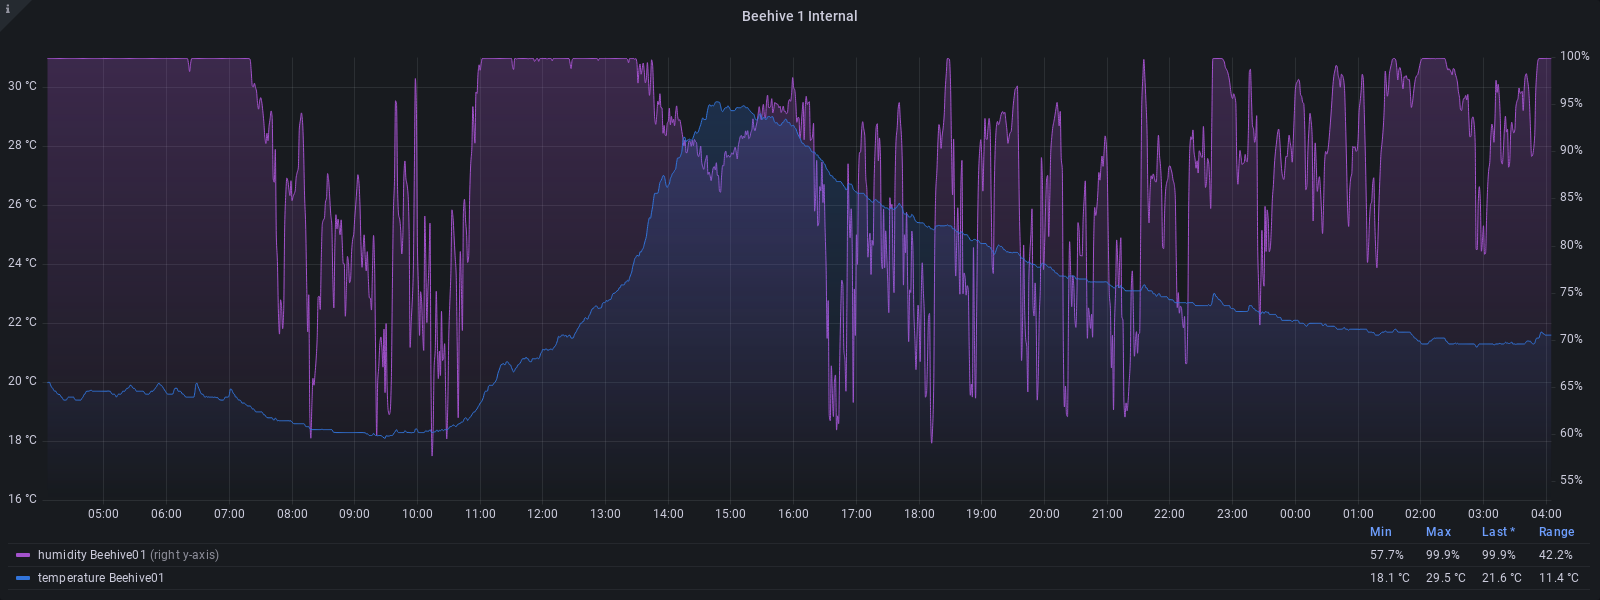 i
Beehive 1 Internal
30 °C
28 °C
26 °C
24 °C
22 °C
20 °C
18 °C
16 °C
100%
95%
90%
85%
80%
75%
70%
65%
60%
55%
05:00 06:00 07:00 08:00 09:00 10:00 11:00 12:00 13:00 14:00 15:00 16:00 17:00 18:00 19:00 20:00 21:00 22:00 23:00 00:00 01:00 02:00 03:00 04:00
Min Max Last * Range
humidity Beehive01 (right y-axis) 57.7% 99.9% 99.9% 42.2%
temperature Beehive01 18.1 °C 29.5 °C 21.6 °C 11.4 °C